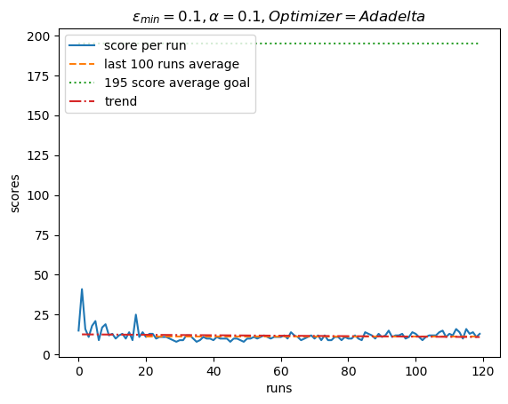 ε_min = 0.1, α = 0.1, Optimizer = Adadelta
score per run
last 100 runs average
195 score average goal
trend
scores
200
175
150
125
100
75
50
25
0
0 20 40 60 80 100 120
runs